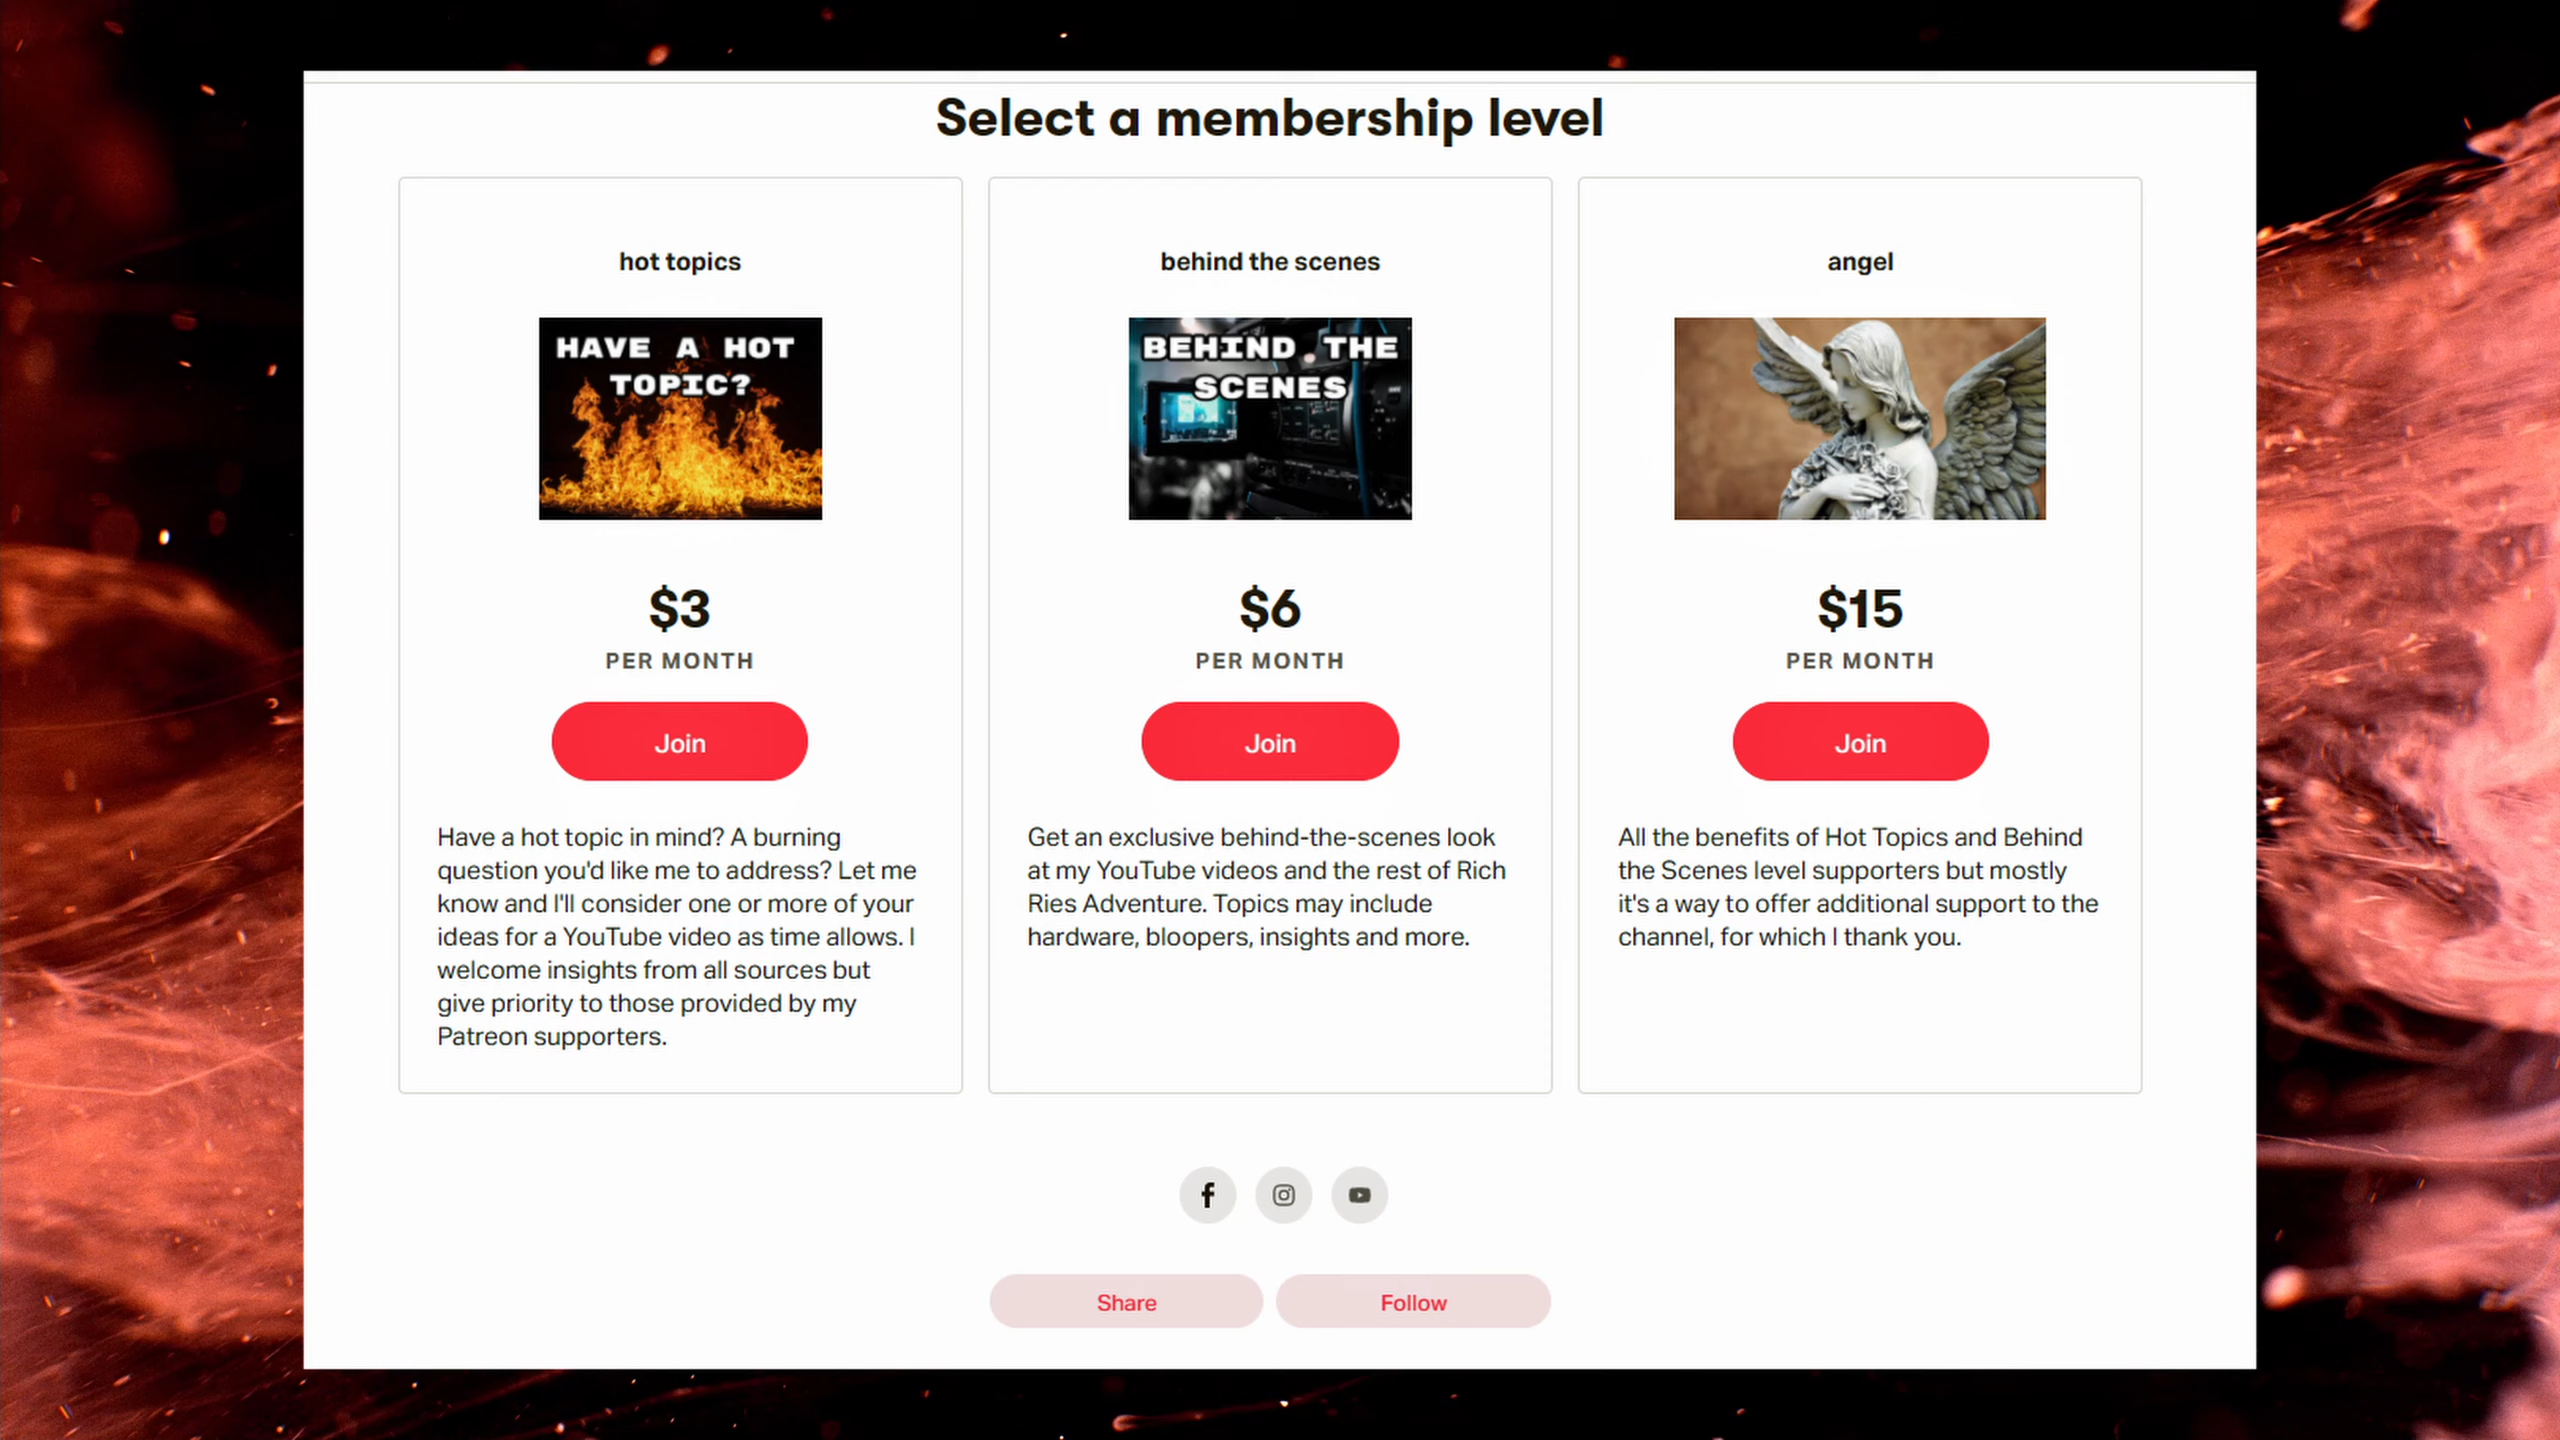 Select a membership level
hot topics
HAVE A HOT
TOPIC?
$3
PER MONTH
Join
Have a hot topic in mind? A burning
question you'd like me to address? Let me
know and I'll consider one or more of your
ideas for a YouTube video as time allows. I
welcome insights from all sources but
give priority to those provided by my
Patreon supporters.
behind the scenes
BEHIND THE
SCENES
$6
PER MONTH
Join
Get an exclusive behind-the-scenes look
at my YouTube videos and the rest of Rich
Ries Adventure. Topics may include
hardware, bloopers, insights and more.
angel
$15
PER MONTH
Join
All the benefits of Hot Topics and Behind
the Scenes level supporters but mostly
it's a way to offer additional support to the
channel, for which I thank you.
Share
Follow